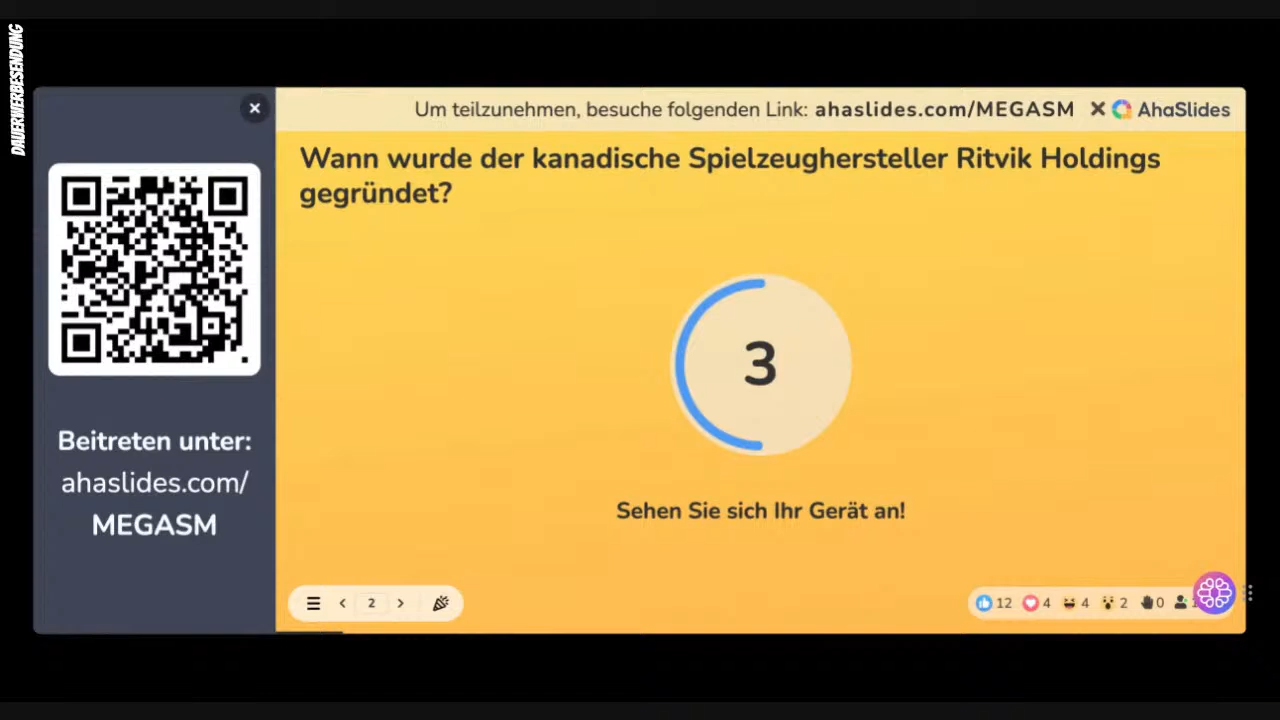 DAUERWERBESENDUNG
Um teilzunehmen, besuche folgenden Link: ahaslides.com/MEGASM
AhaSlides
Wann wurde der kanadische Spielzeughersteller Ritvik Holdings
gegründet?
3
Sehen Sie sich Ihr Gerät an!
Beitreten unter:
ahaslides.com/
MEGASM
2
12 4 4 2 0